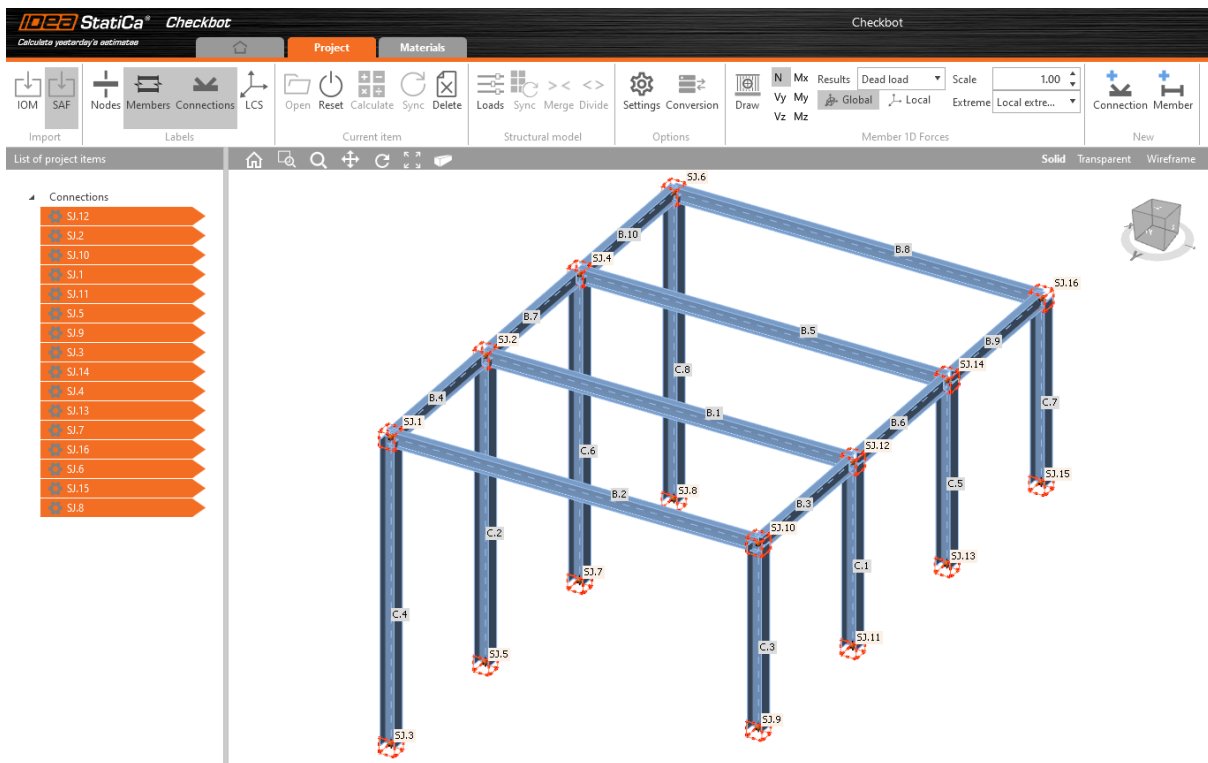 IDEA StatiCa® Checkbot
Calculate yesterday's estimates
Checkbot
Project Materials
IOM SAF Nodes Members Connections LCS Open Reset Calculate Sync Delete Loads Sync Merge Divide Settings Conversion Draw N Mx Vy My Vz Mz Results Dead load Scale 1.00 Global Local Extreme Local extre... Connection Member
Import Labels Current item Structural model Options Member 1D Forces New
List of project items
Solid Transparent Wireframe
Connections
SJ.12
SJ.2
SJ.10
SJ.1
SJ.11
SJ.5
SJ.9
SJ.3
SJ.14
SJ.4
SJ.13
SJ.7
SJ.16
SJ.6
SJ.15
SJ.8
SJ.6
B.10
B.8
SJ.4
SJ.16
B.7
B.5
B.9
SJ.2
SJ.14
C.8
B.4
B.1
C.7
SJ.1
B.6
SJ.12
C.6
SJ.15
C.5
B.2
SJ.8
B.3
SJ.10
C.2
SJ.13
C.1
SJ.7
C.4
SJ.11
C.3
SJ.5
SJ.9
SJ.3